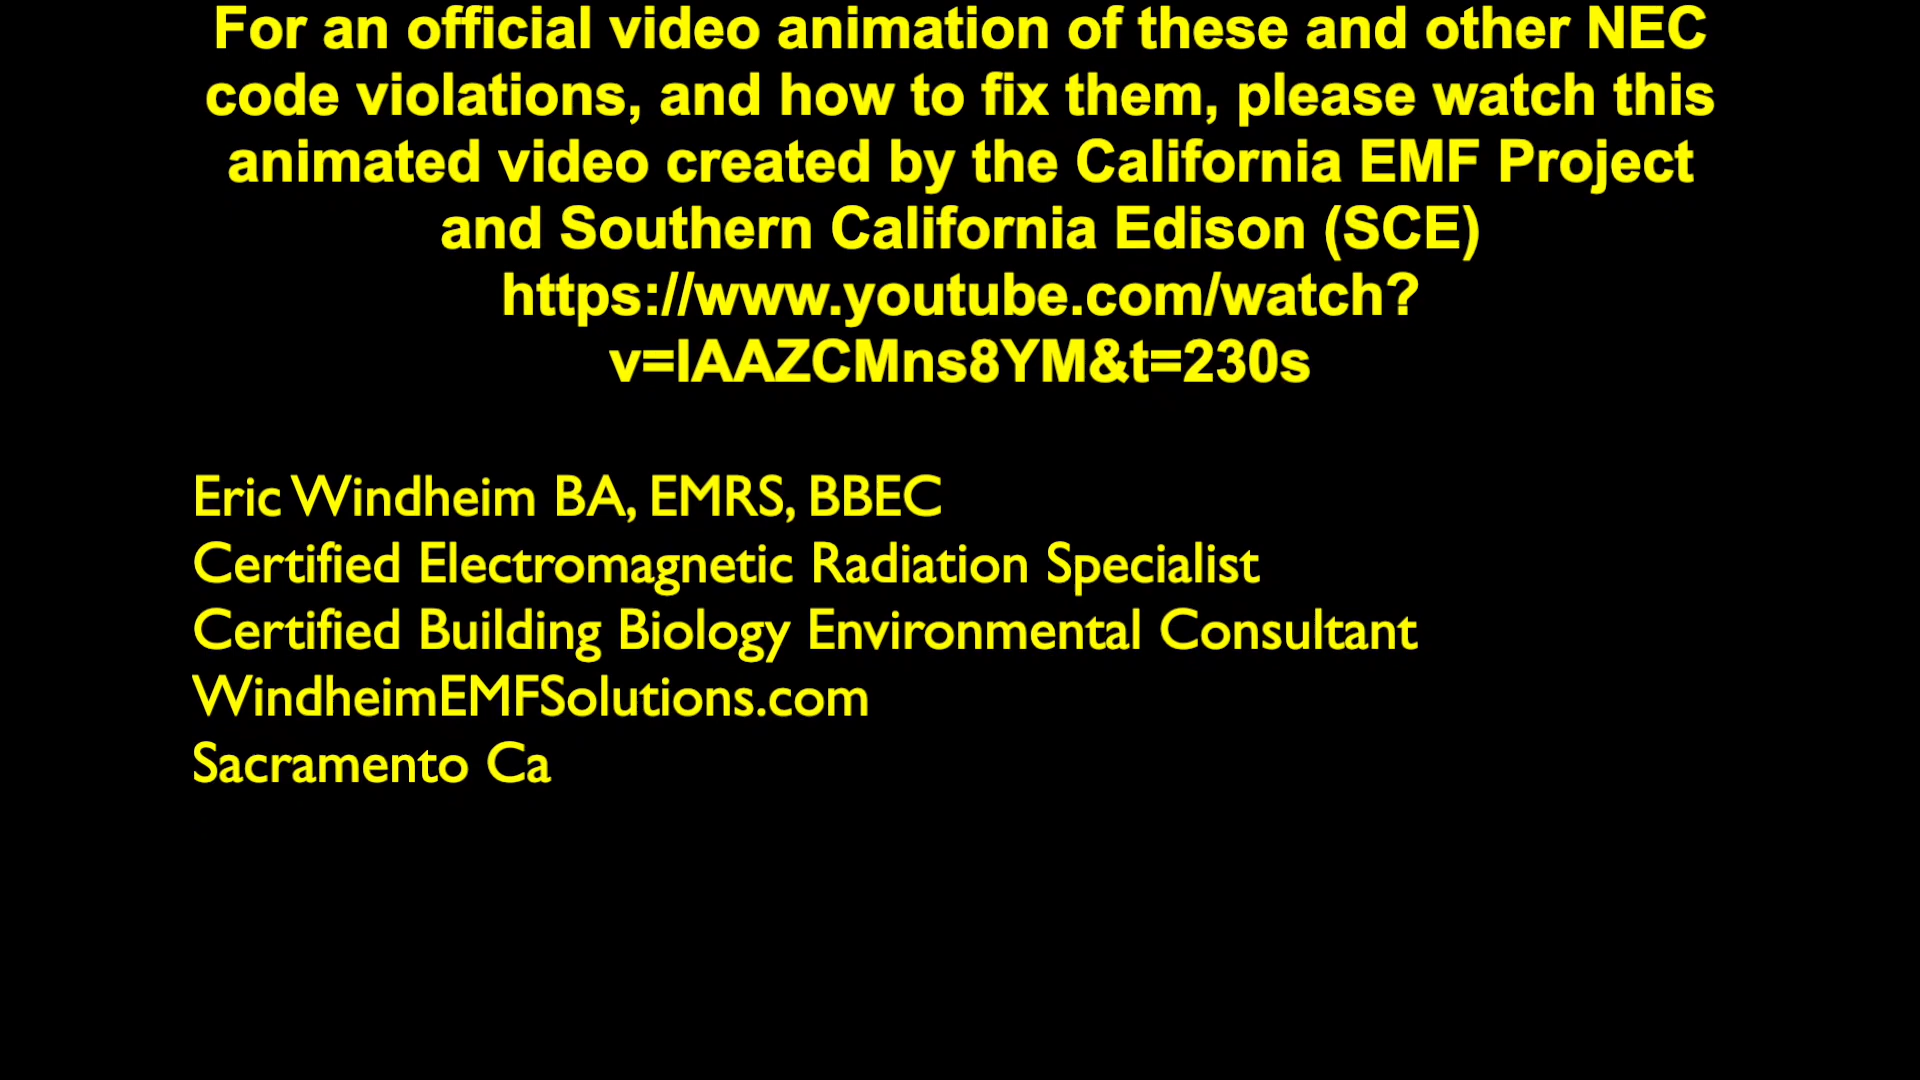 For an official video animation of these and other NEC
code violations, and how to fix them, please watch this
animated video created by the California EMF Project
and Southern California Edison (SCE)
https://www.youtube.com/watch?
v=lAAZCMns8YM&t=230s
Eric Windheim BA, EMRS, BBEC
Certified Electromagnetic Radiation Specialist
Certified Building Biology Environmental Consultant
WindheimEMFSolutions.com
Sacramento Ca